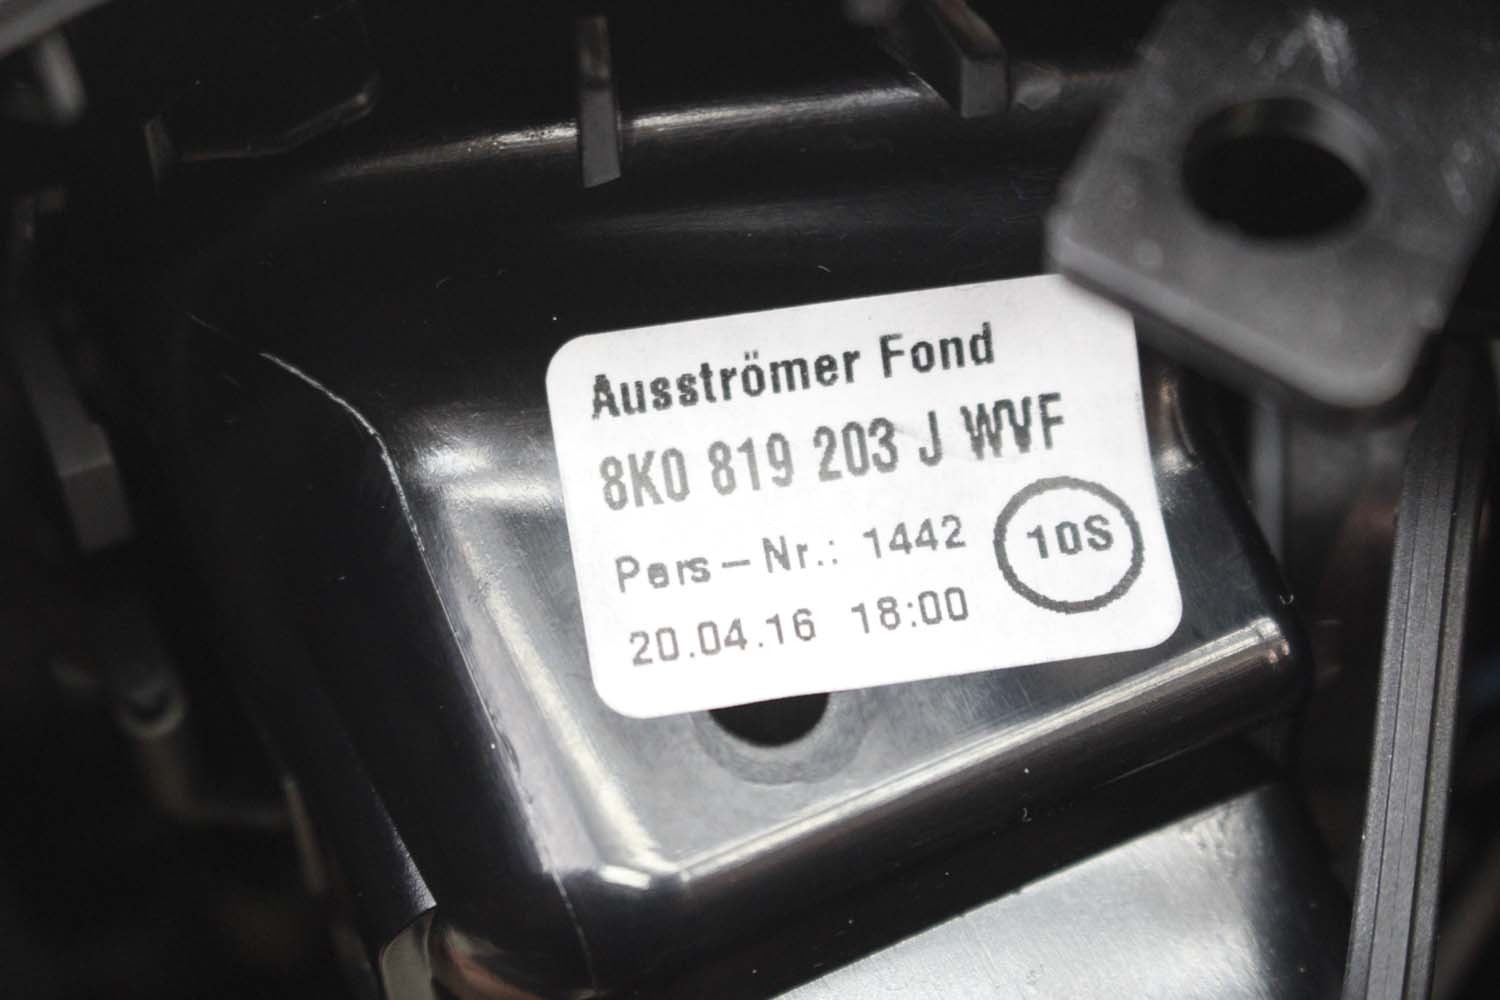 Ausströmer Fond
8K0 819 203 J WVF
Pers-Nr.: 1442
10S
20.04.16 18:00